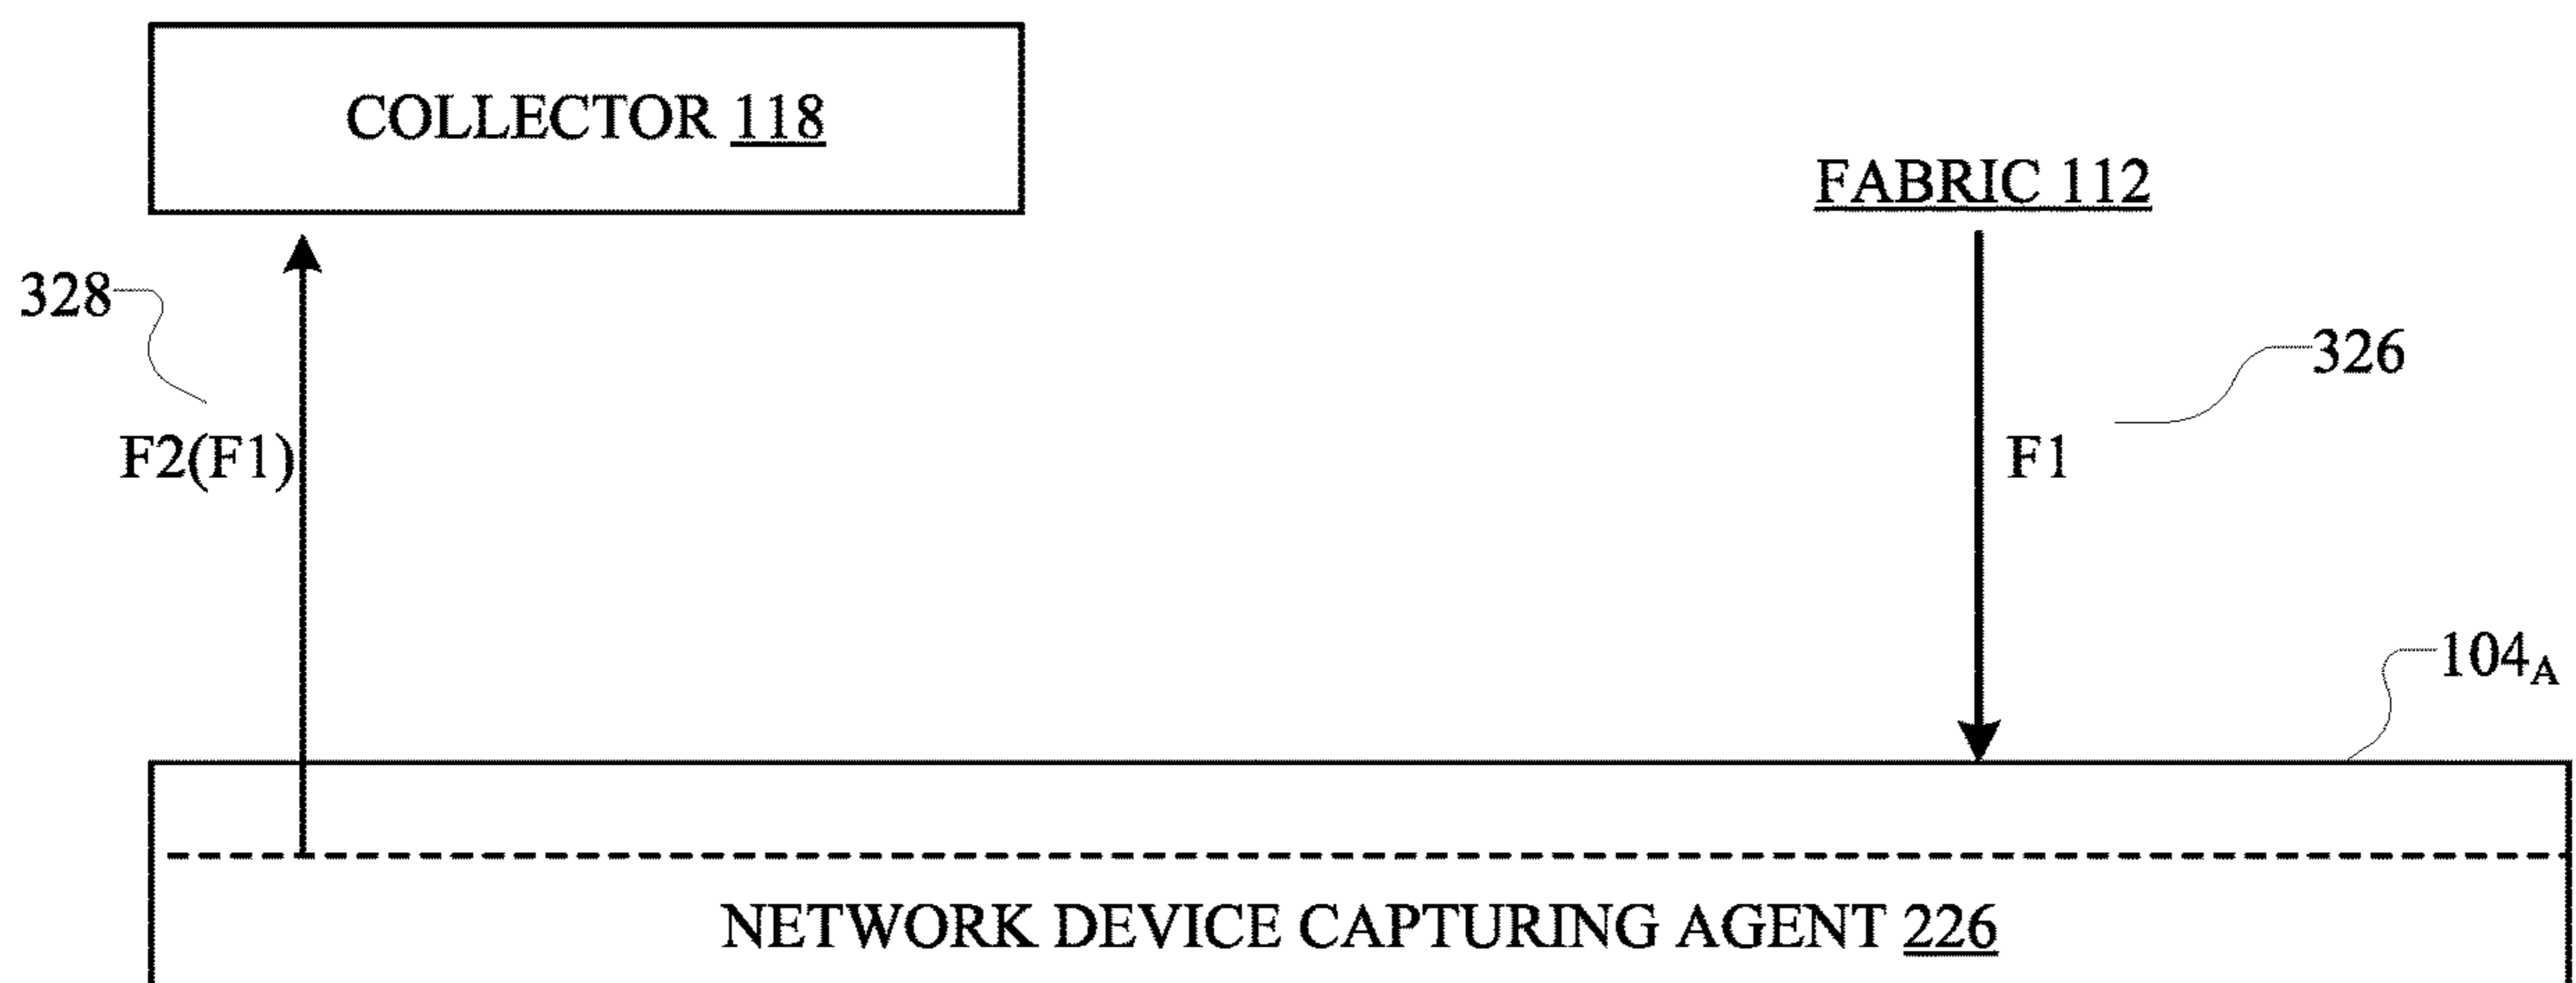 COLLECTOR 118
FABRIC 112
328
326
F2(F1)
F1
104A
NETWORK DEVICE CAPTURING AGENT 226